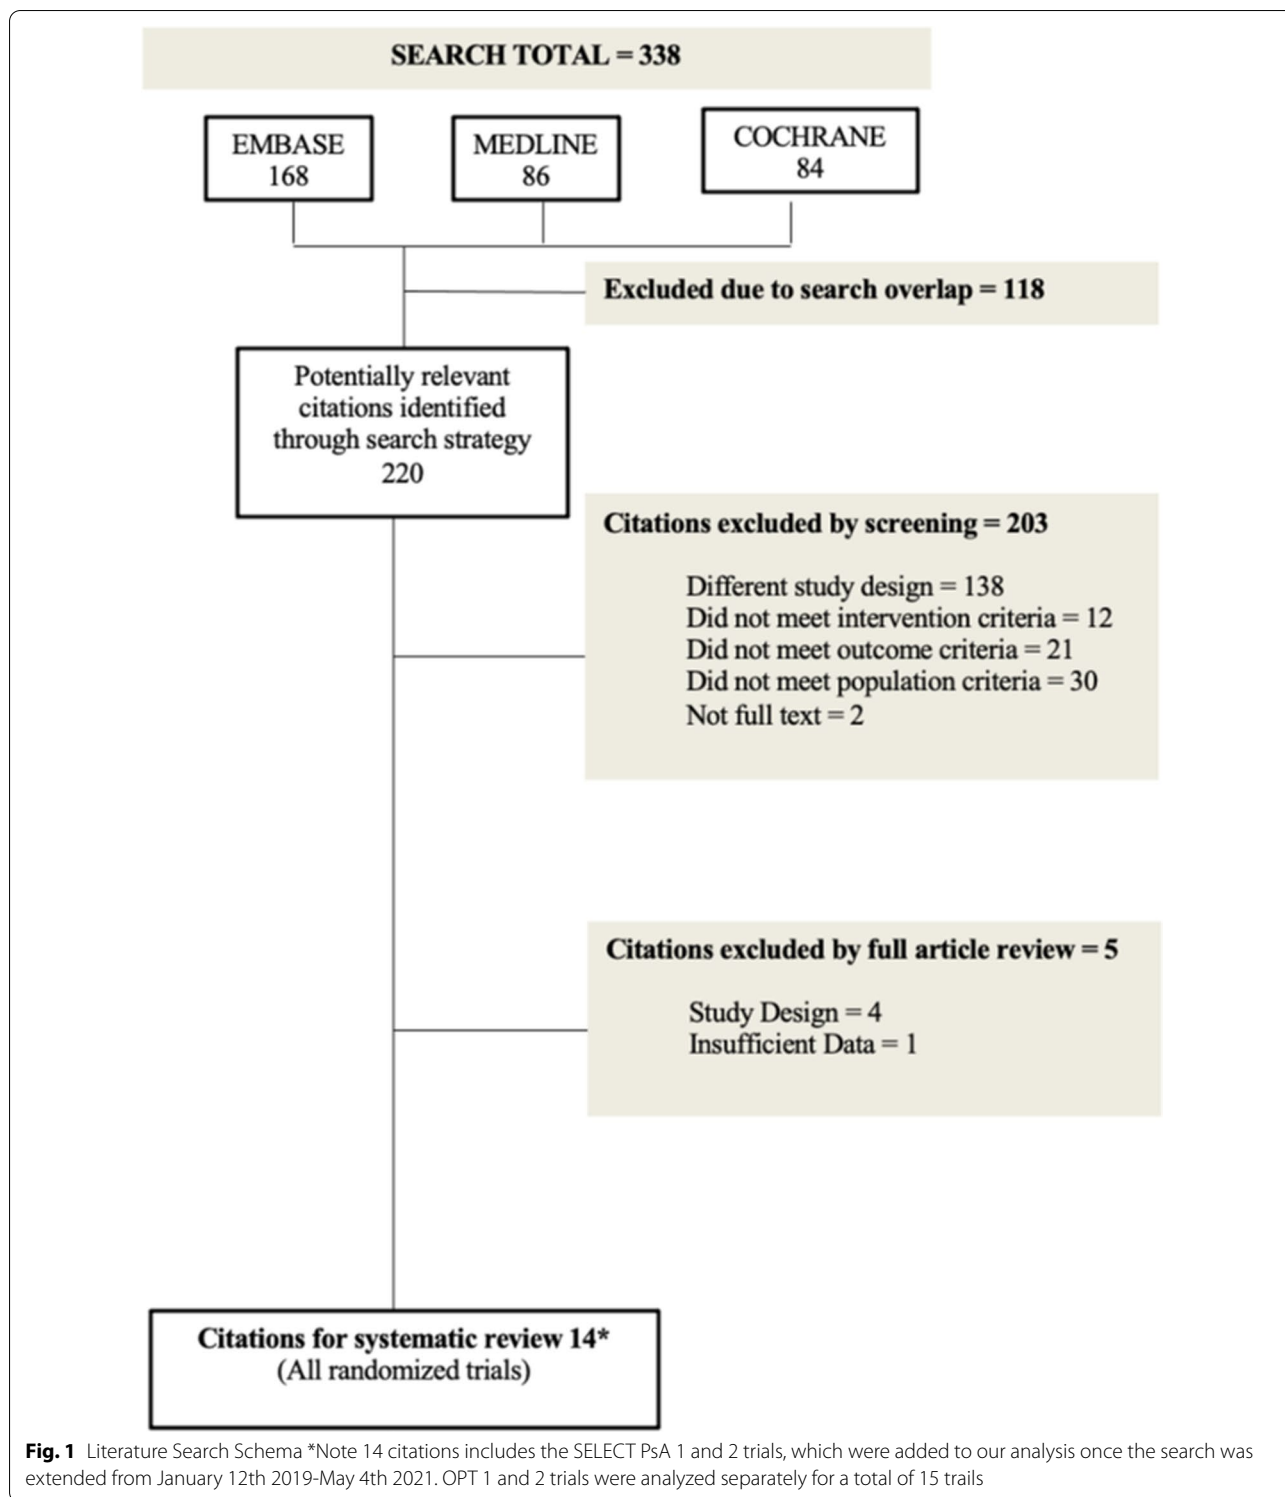 SEARCH TOTAL = 338
EMBASE
168
MEDLINE
86
COCHRANE
84
Excluded due to search overlap = 118
Potentially relevant
citations identified
through search strategy
220
Citations excluded by screening = 203
Different study design = 138
Did not meet intervention criteria = 12
Did not meet outcome criteria = 21
Did not meet population criteria = 30
Not full text = 2
Citations excluded by full article review = 5
Study Design = 4
Insufficient Data = 1
Citations for systematic review 14*
(All randomized trials)
Fig. 1 Literature Search Schema *Note 14 citations includes the SELECT PsA 1 and 2 trials, which were added to our analysis once the search was
extended from January 12th 2019-May 4th 2021. OPT 1 and 2 trials were analyzed separately for a total of 15 trails